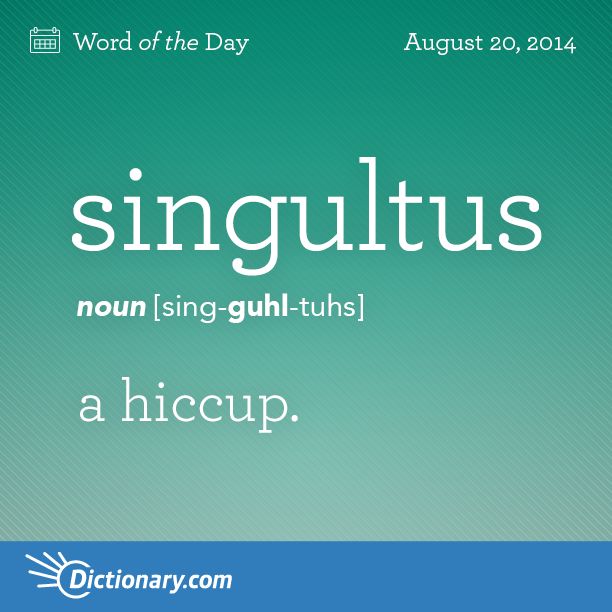 Word of the Day
August 20, 2014
singultus
noun [sing-guhl-tuhs]
a hiccup.
Dictionary.com